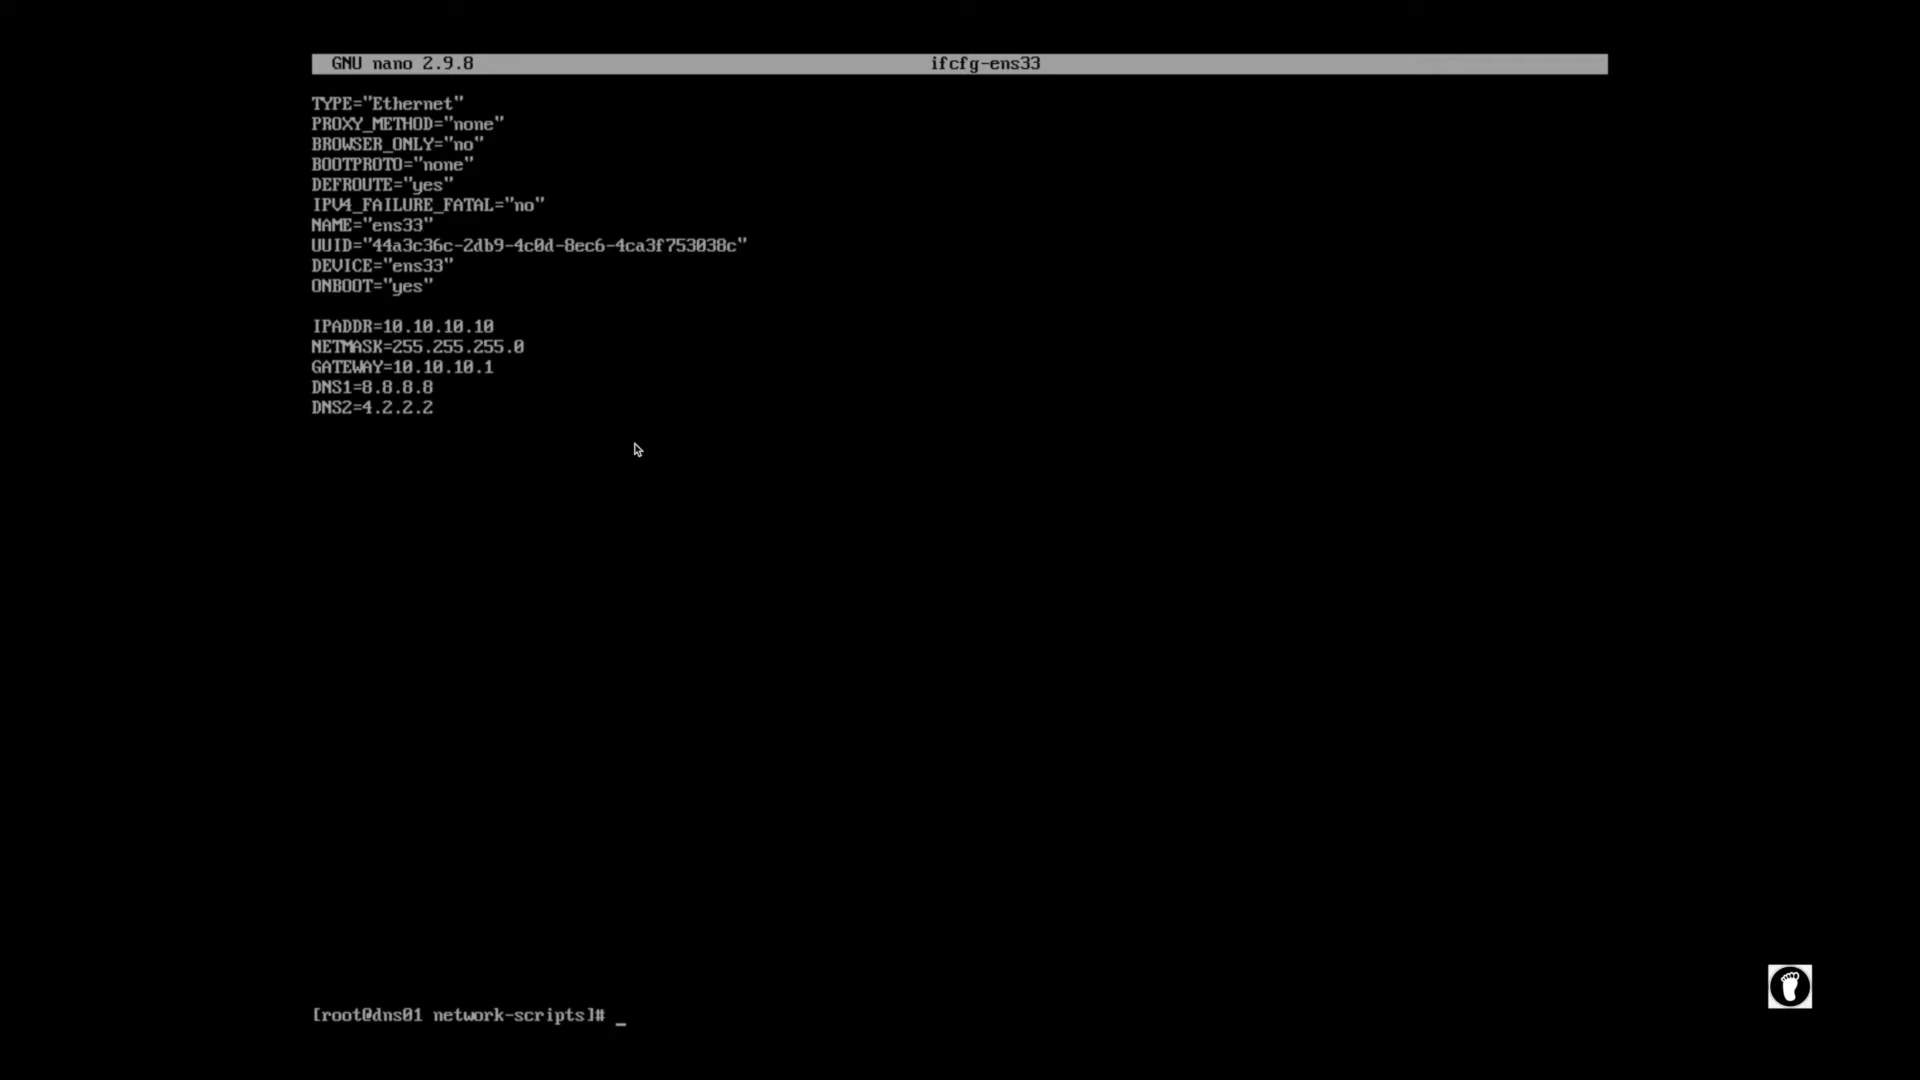 GNU nano 2.9.8 ifcfg-ens33
TYPE="Ethernet"
PROXY_METHOD="none"
BROWSER_ONLY="no"
BOOTPROTO="none"
DEFROUTE="yes"
IPV4_FAILURE_FATAL="no"
NAME="ens33"
UUID="44a3c36c-2db9-4c0d-8ec6-4ca3f753038c"
DEVICE="ens33"
ONBOOT="yes"
IPADDR=10.10.10.10
NETMASK=255.255.255.0
GATEWAY=10.10.10.1
DNS1=8.8.8.8
DNS2=4.2.2.2
[root@dns01 network-scripts]# _